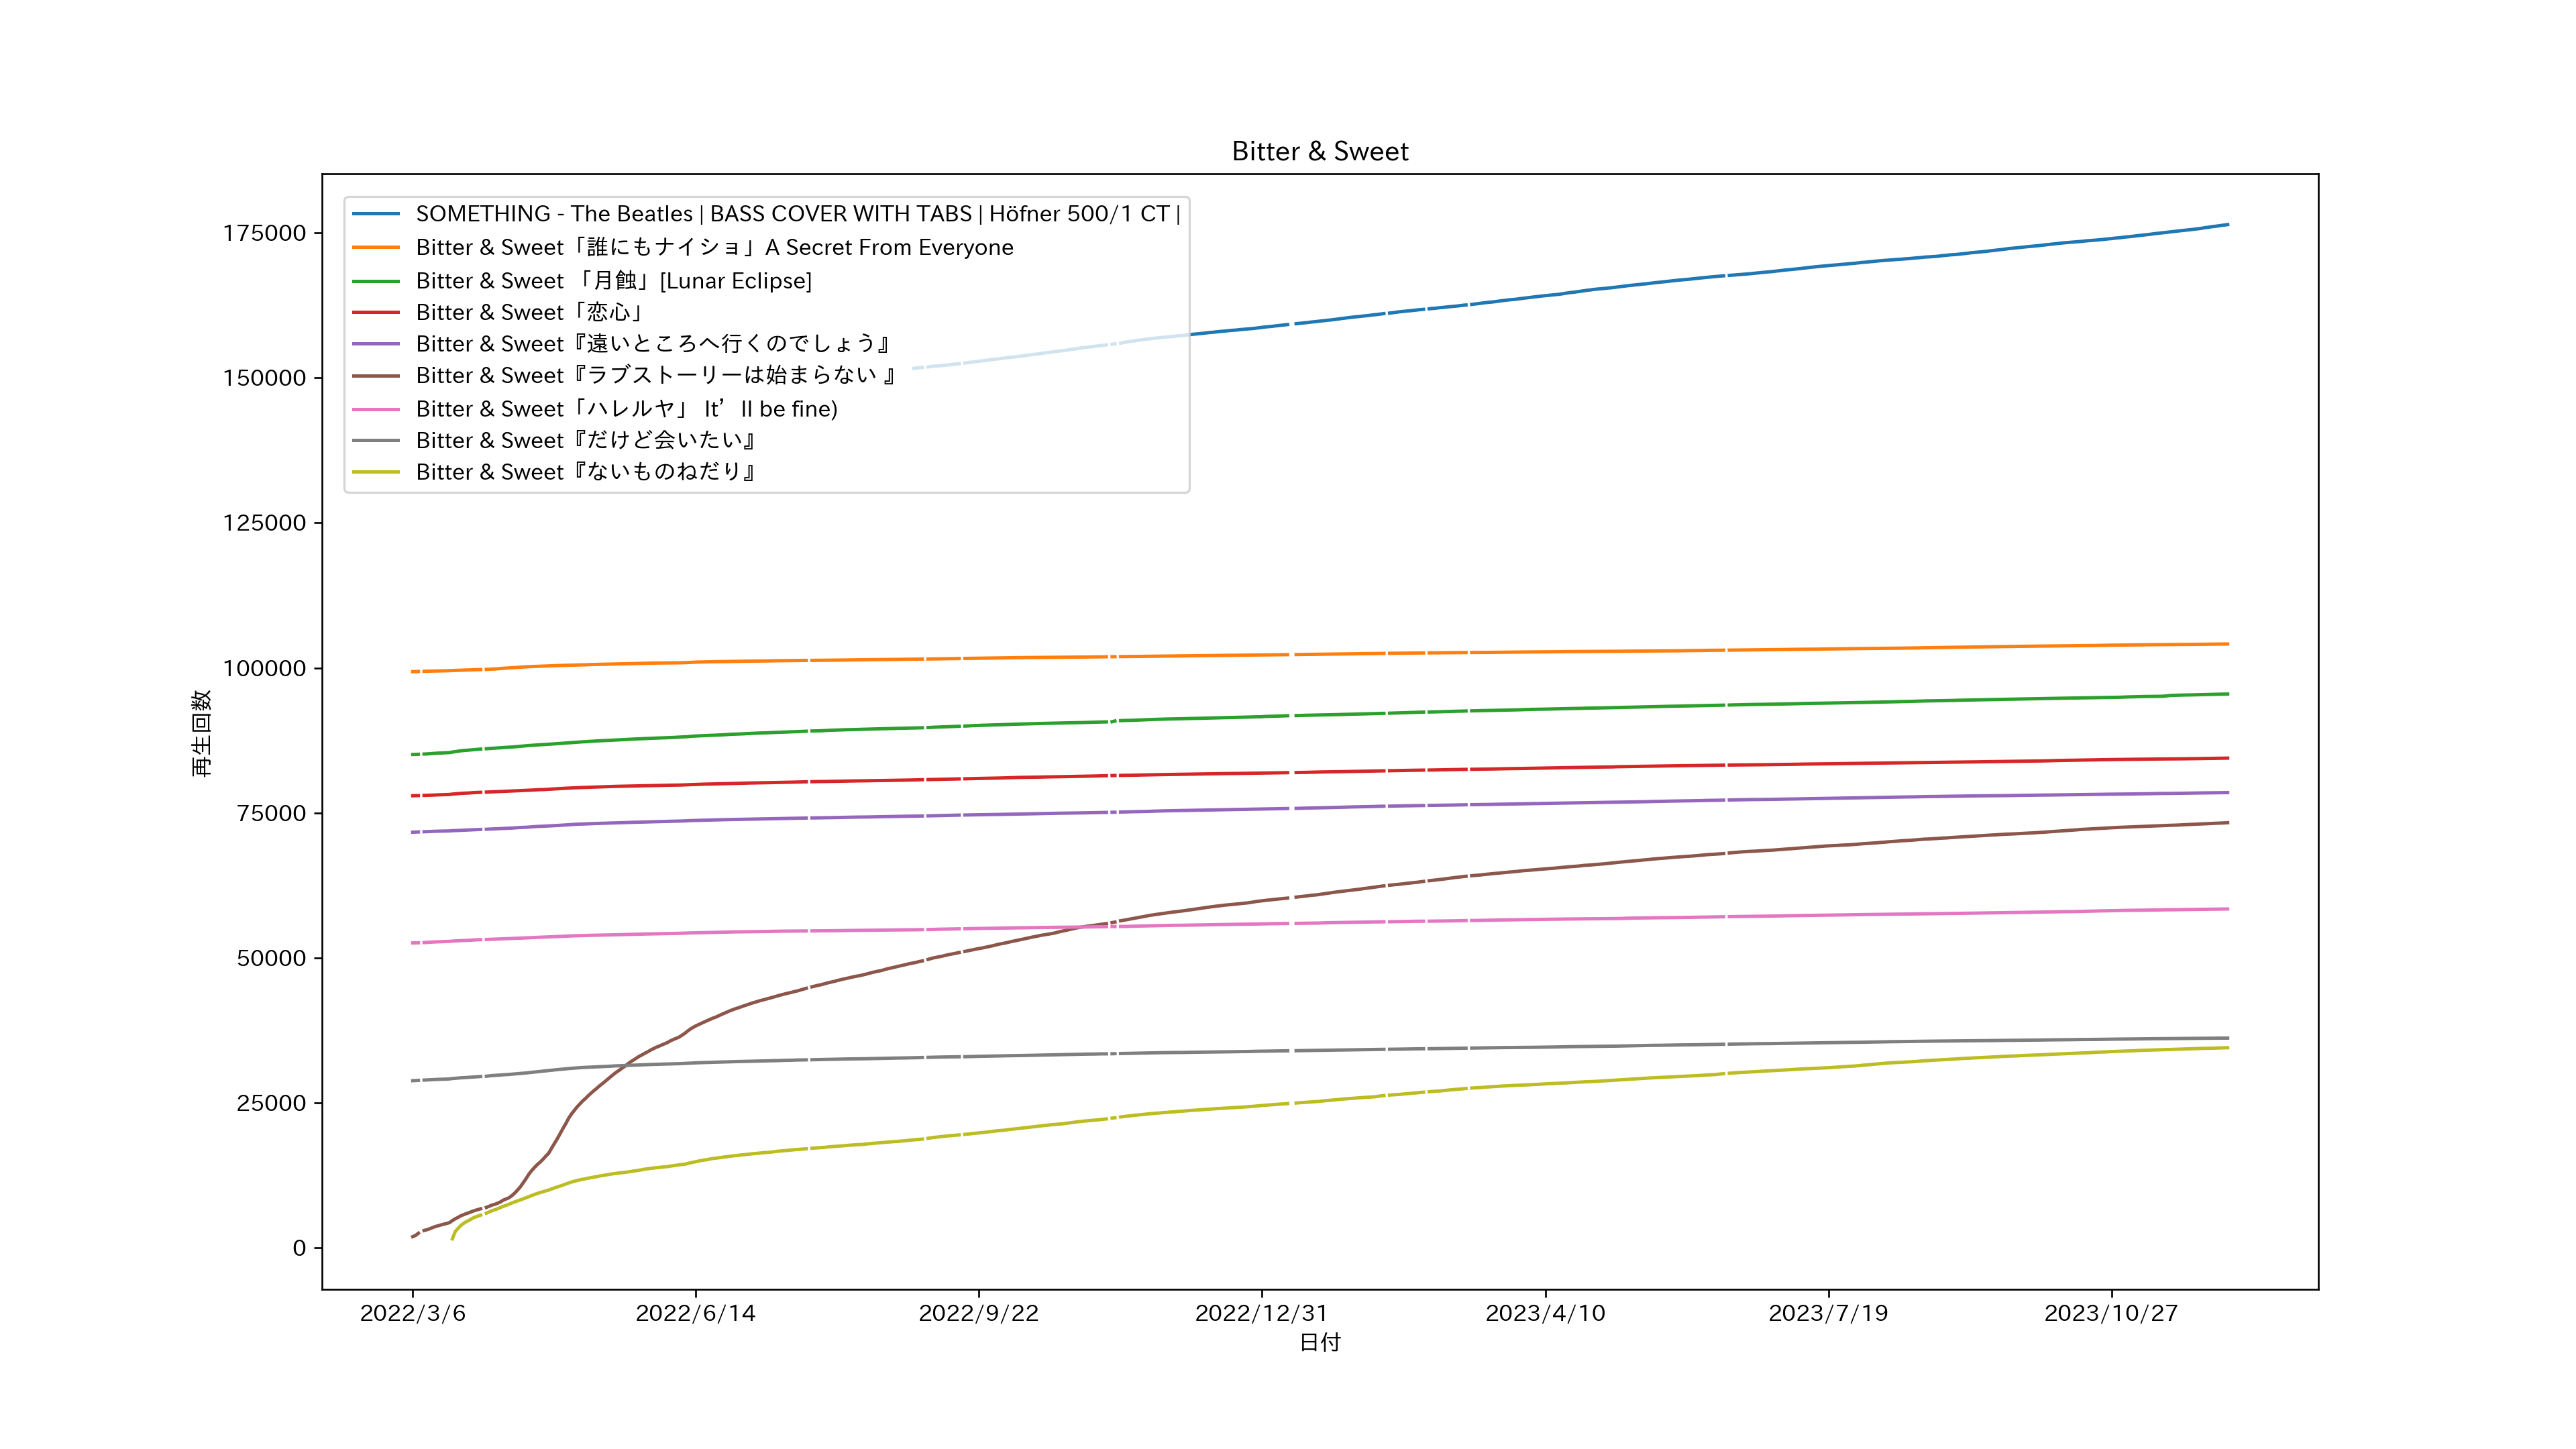 Bitter & Sweet
SOMETHING - The Beatles | BASS COVER WITH TABS | Höfner 500/1 CT |
Bitter & Sweet「誰にもナイショ」A Secret From Everyone
Bitter & Sweet 「月蝕」[Lunar Eclipse]
Bitter & Sweet「恋心」
Bitter & Sweet『遠いところへ行くのでしょう』
Bitter & Sweet『ラブストーリーは始まらない 』
Bitter & Sweet「ハレルヤ」 It’ll be fine)
Bitter & Sweet『だけど会いたい』
Bitter & Sweet『ないものねだり』
175000
150000
125000
100000
75000
50000
25000
0
再生回数
2022/3/6 2022/6/14 2022/9/22 2022/12/31 2023/4/10 2023/7/19 2023/10/27
日付